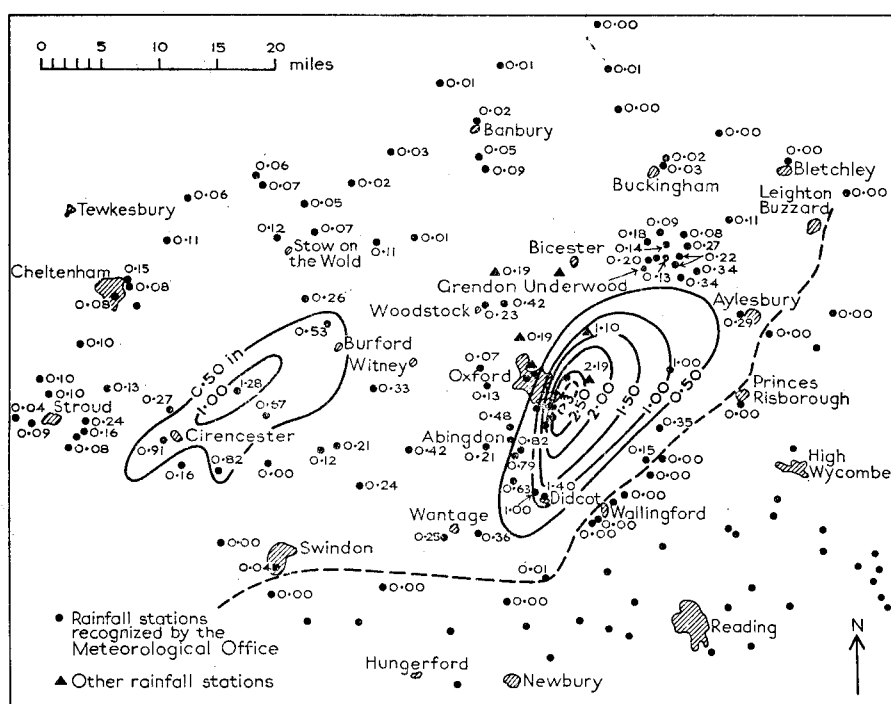 0 10 20
miles
0·00
0·01
0·01
0·01
0·00
0·02
Banbury
0·00
0·03
0·05
0·09
0·02
0·03
Buckingham
0·00
Bletchley
0·06
0·07
0·02
0·06
0·05
Tewkesbury
Leighton
Buzzard
0·00
0·11
0·12
0·07
Stow on
the Wold
0·11
0·01
0·11
0·09
0·18
0·08
0·14
0·27
0·20
0·22
0·13
0·34
0·34
Bicester
Grendon Underwood
Cheltenham
0·15
0·08
0·08
0·19
0·26
0·42
0·23
Woodstock
Aylesbury
0·29
0·00
0·00
0·53
Burford
Witney
0·50 in
1·00
1·28
0·67
0·10
0·10
0·10
0·13
0·27
0·04
Stroud
0·09
0·24
0·16
0·08
0·91
Cirencester
0·16
0·82
0·00
0·12
0·21
0·33
0·42
0·24
0·19
1·10
0·07
Oxford
0·13
2·19
2·50
2·00
1·50
1·00
0·50
1·00
Princes
Risborough
0·00
0·48
Abingdon
0·82
0·21
0·79
0·63
1·40
1·00
Didcot
0·35
0·15
0·00
0·00
0·00
0·00
0·00
Wallingford
High
Wycombe
Wantage
0·25
0·36
0·01
0·00
Swindon
0·04
0·00
0·00
0·00
Reading
Hungerford
Newbury
N
Rainfall stations
recognized by the
Meteorological Office
Other rainfall stations